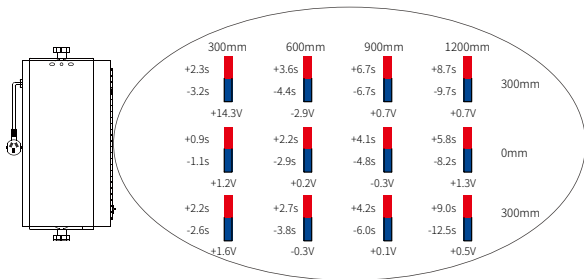 300mm 600mm 900mm 1200mm
+2.3s +3.6s +6.7s +8.7s
300mm
-3.2s -4.4s -6.7s -9.7s
+14.3V -2.9V +0.7V +0.7V
+0.9s +2.2s +4.1s +5.8s
0mm
-1.1s -2.9s -4.8s -8.2s
+1.2V +0.2V -0.3V +1.3V
+2.2s +2.7s +4.2s +9.0s
300mm
-2.6s -3.8s -6.0s -12.5s
+1.6V -0.3V +0.1V +0.5V